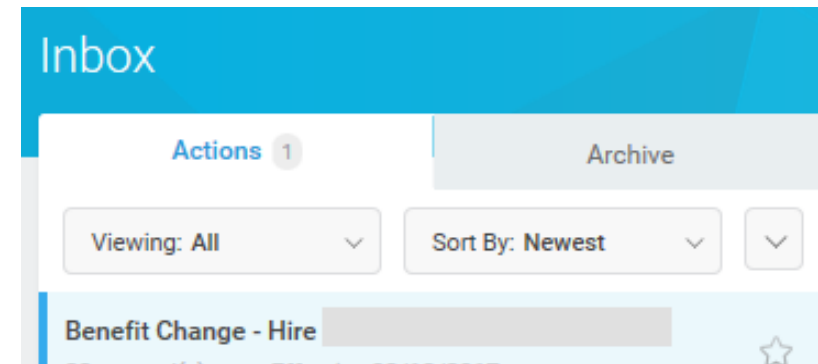 Inbox
Actions 1
Archive
Viewing: All
Sort By: Newest
Benefit Change - Hire